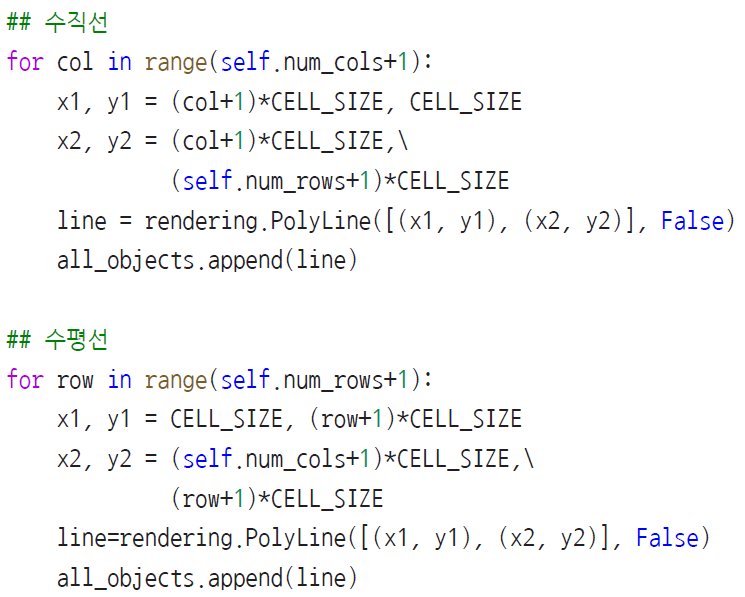 ## 수직선
for col in range(self.num_cols+1):
    x1, y1 = (col+1)*CELL_SIZE, CELL_SIZE
    x2, y2 = (col+1)*CELL_SIZE,\
             (self.num_rows+1)*CELL_SIZE
    line = rendering.PolyLine([(x1, y1), (x2, y2)], False)
    all_objects.append(line)

## 수평선
for row in range(self.num_rows+1):
    x1, y1 = CELL_SIZE, (row+1)*CELL_SIZE
    x2, y2 = (self.num_cols+1)*CELL_SIZE,\
             (row+1)*CELL_SIZE
    line=rendering.PolyLine([(x1, y1), (x2, y2)], False)
    all_objects.append(line)